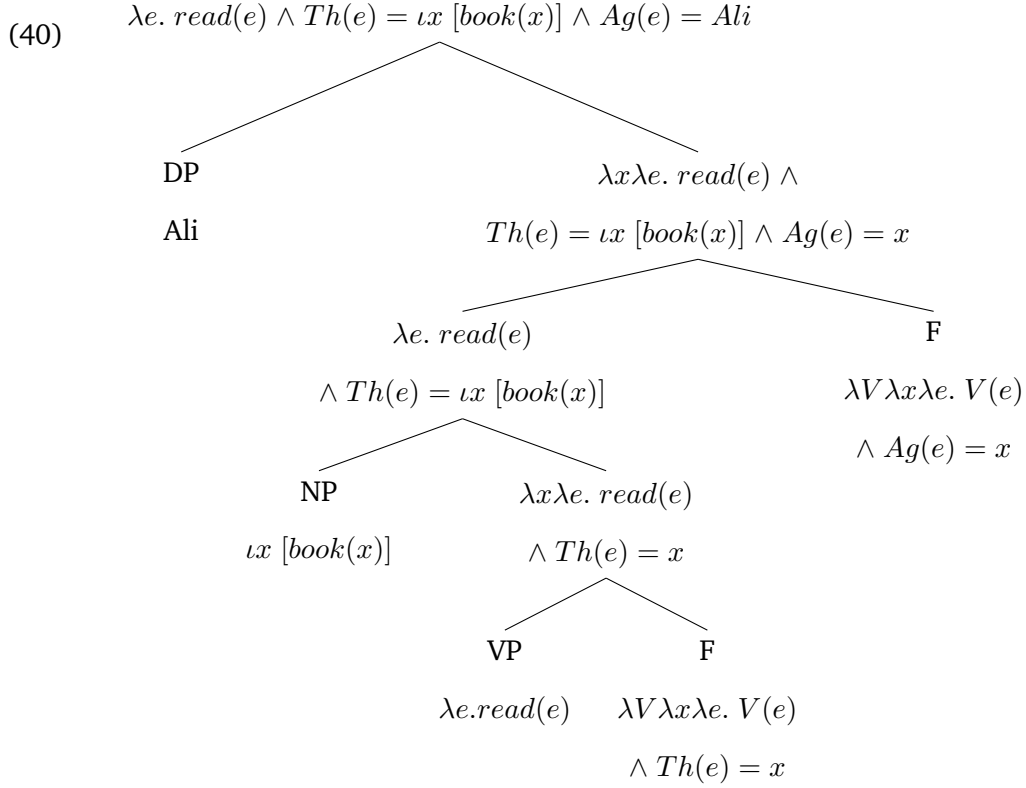 (40)
λe. read(e) ∧ Th(e) = ιx [book(x)] ∧ Ag(e) = Ali
DP
Ali
λxλe. read(e) ∧
Th(e) = ιx [book(x)] ∧ Ag(e) = x
λe. read(e)
∧ Th(e) = ιx [book(x)]
F
λVλxλe. V(e)
∧ Ag(e) = x
NP
ιx [book(x)]
λxλe. read(e)
∧ Th(e) = x
VP
λe.read(e)
F
λVλxλe. V(e)
∧ Th(e) = x